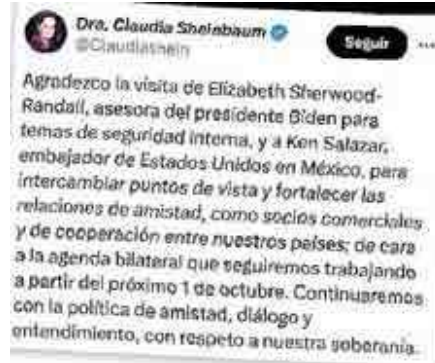 Dra. Claudia Sheinbaum
@Claudiashein
Seguir
Agradezco la visita de Elizabeth Sherwood-
Randall, asesora del presidente Biden para
temas de seguridad interna, y a Ken Salazar,
embajador de Estados Unidos en México, para
intercambiar puntos de vista y fortalecer las
relaciones de amistad, como socios comerciales
y de cooperación entre nuestros países; de cara
a la agenda bilateral que seguiremos trabajando
a partir del próximo 1 de octubre. Continuaremos
con la política de amistad, diálogo y
entendimiento, con respeto a nuestra soberanía.